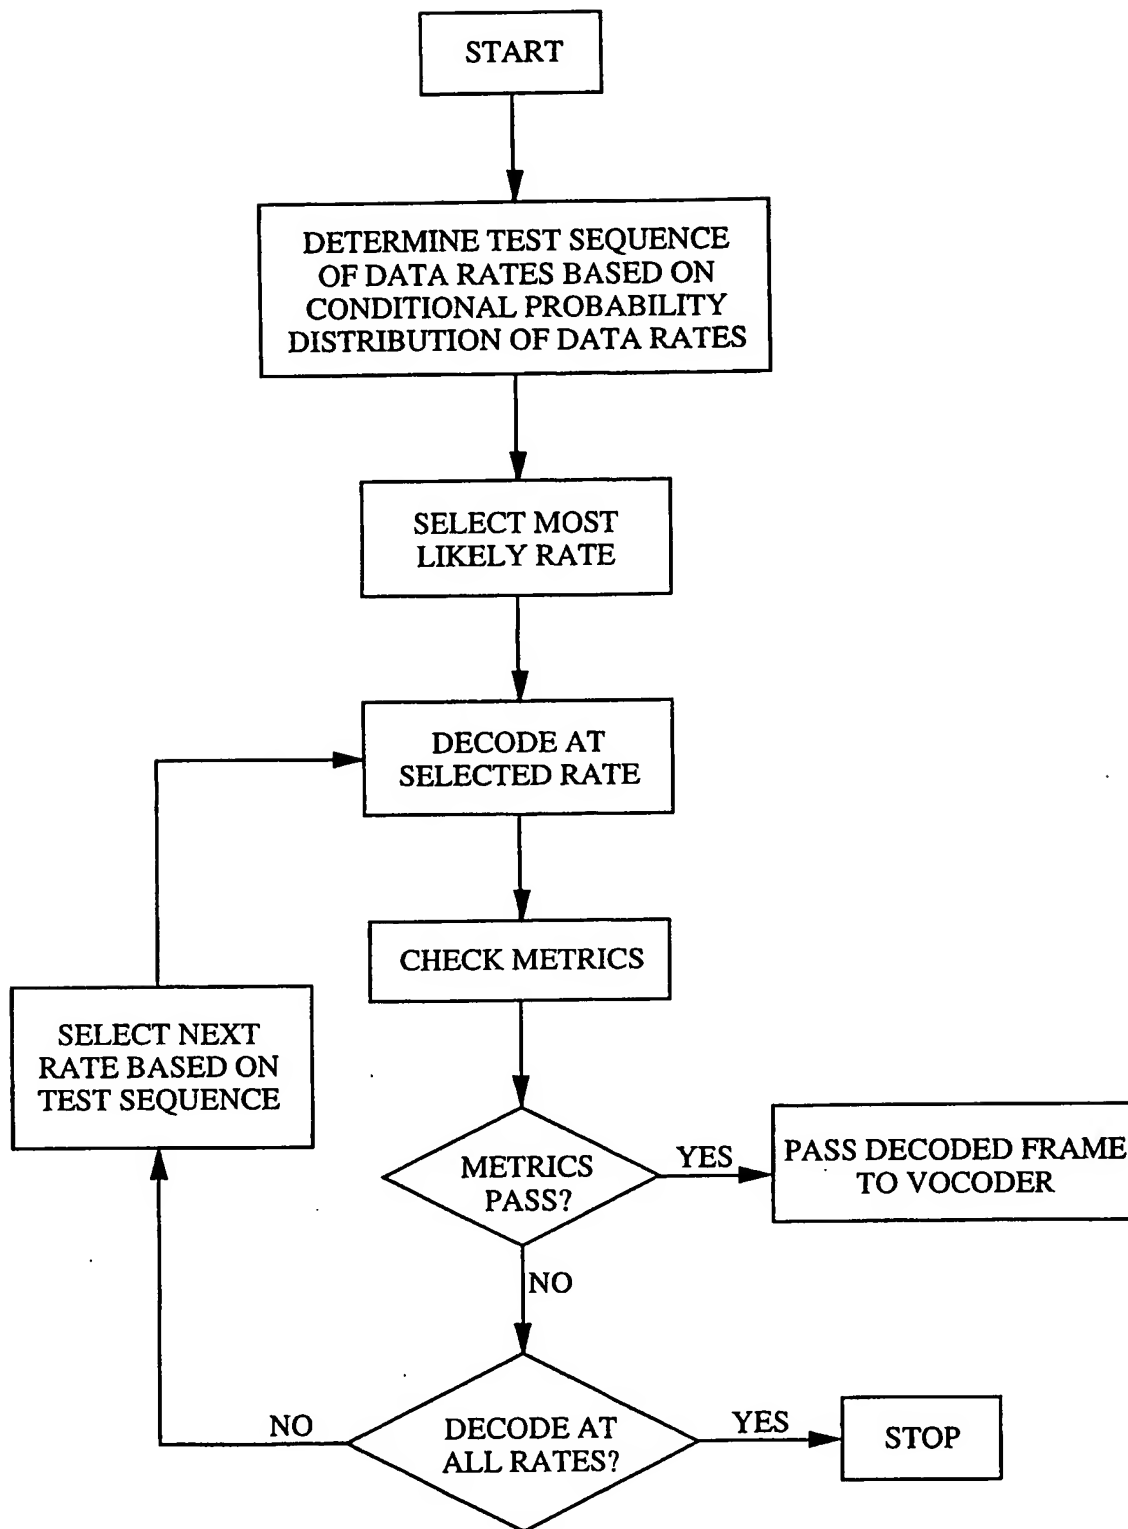 START
DETERMINE TEST SEQUENCE
OF DATA RATES BASED ON
CONDITIONAL PROBABILITY
DISTRIBUTION OF DATA RATES
SELECT MOST
LIKELY RATE
DECODE AT
SELECTED RATE
CHECK METRICS
SELECT NEXT
RATE BASED ON
TEST SEQUENCE
METRICS
PASS?
YES
PASS DECODED FRAME
TO VOCODER
NO
DECODE AT
ALL RATES?
NO
YES
STOP